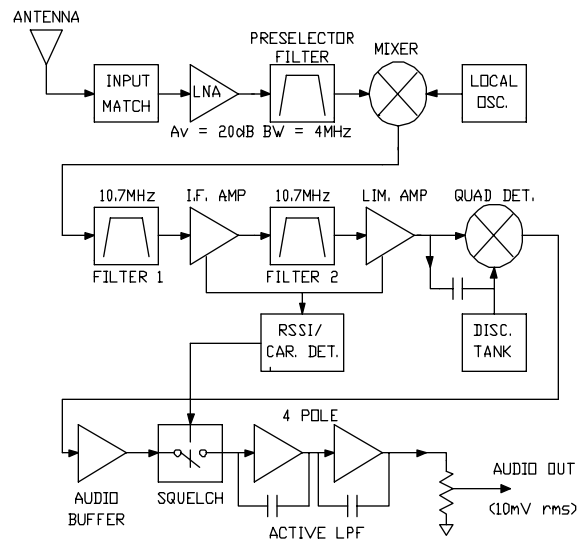 ANTENNA
INPUT
MATCH
LNA
Av = 20dB
PRESELECTOR
FILTER
BW = 4MHz
MIXER
LOCAL
OSC.
10.7MHz
FILTER 1
I.F. AMP
10.7MHz
FILTER 2
LIM. AMP
QUAD DET.
RSSI/
CAR. DET.
DISC.
TANK
AUDIO
BUFFER
SQUELCH
4 POLE
ACTIVE LPF
AUDIO OUT
(10mV rms)